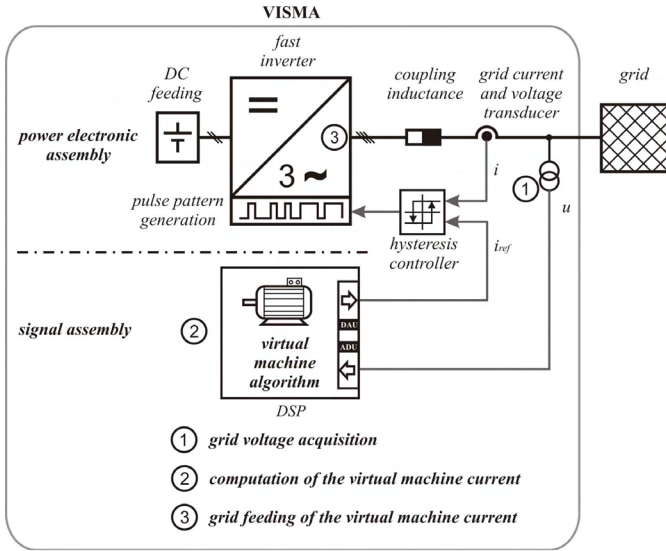 VISMA
fast
inverter
DC
feeding
coupling
inductance
grid current
and voltage
transducer
grid
power electronic
assembly
3
3 ~
1
i
u
pulse pattern
generation
hysteresis
controller
iref
signal assembly
2
virtual
machine
algorithm
DAU
ADU
DSP
1 grid voltage acquisition
2 computation of the virtual machine current
3 grid feeding of the virtual machine current